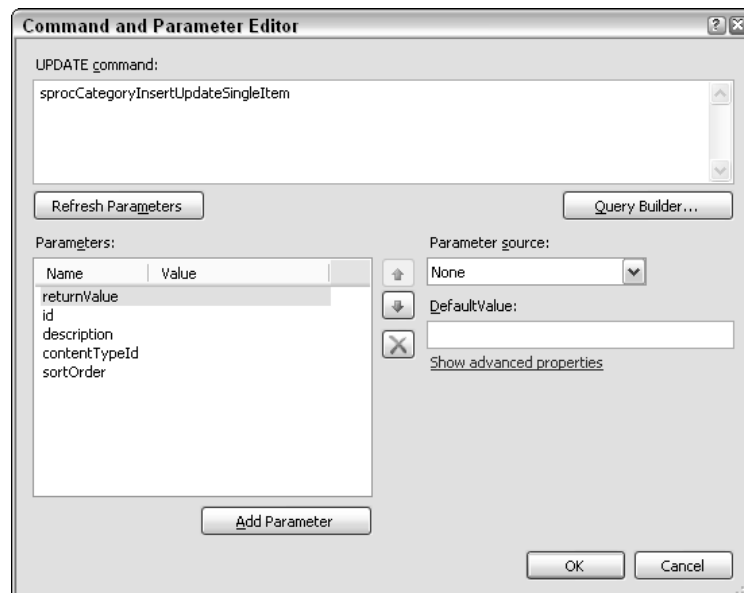 Command and Parameter Editor
UPDATE command:
sprocCategoryInsertUpdateSingleItem
Refresh Parameters
Query Builder...
Parameters:
Parameter source:
Name Value
None
returnValue
id
description
contentTypeId
sortOrder
DefaultValue:
Show advanced properties
Add Parameter
OK
Cancel